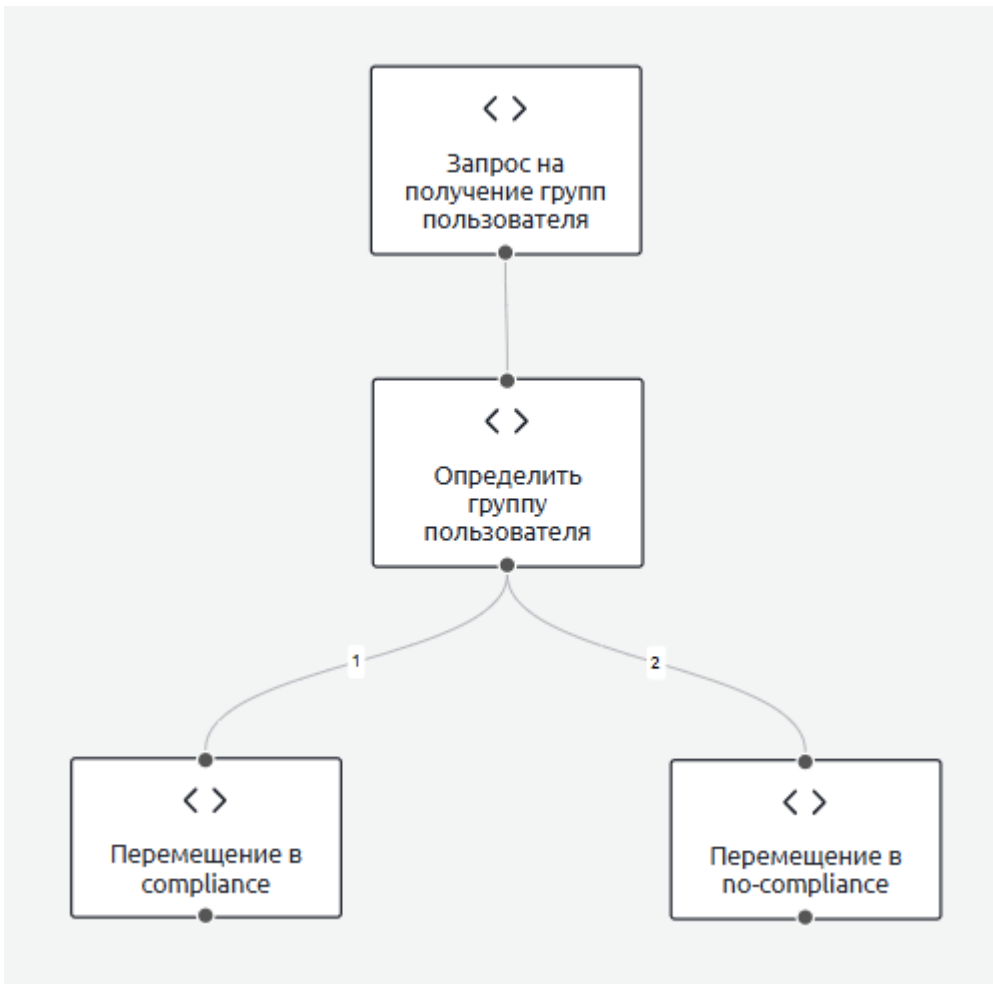 Запрос на
получение групп
пользователя
Определить
группу
пользователя
1
2
Перемещение в
compliance
Перемещение в
no-compliance